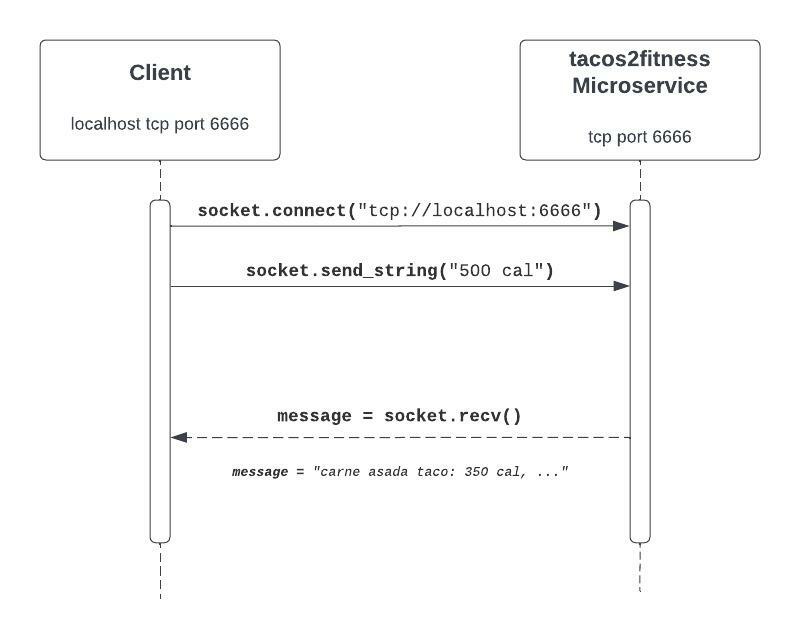 Client
localhost tcp port 6666
tacos2fitness
Microservice
tcp port 6666
socket.connect("tcp://localhost:6666")
socket.send_string("500 cal")
message = socket.recv()
message = "carne asada taco: 350 cal, ..."